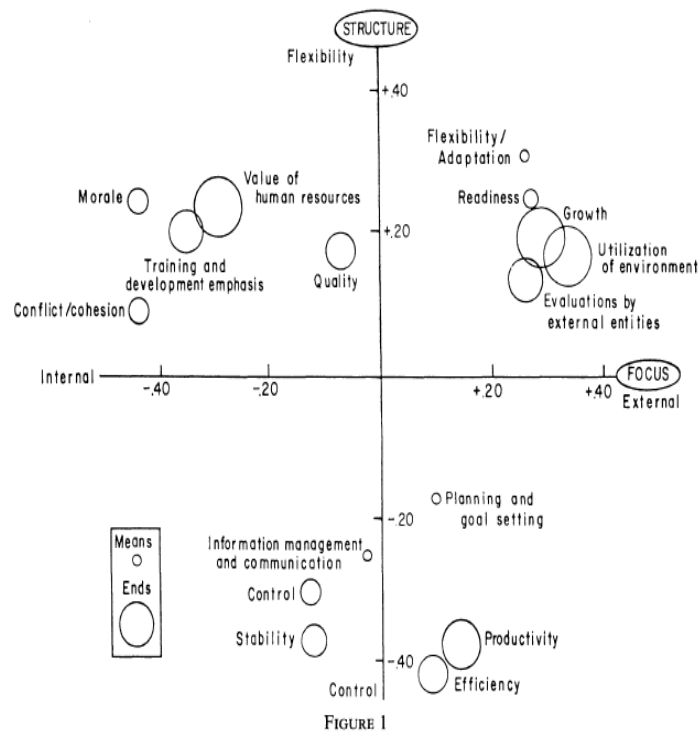 STRUCTURE
Flexibility
+.40
Flexibility/
Adaptation
Value of
human resources
Morale
Readiness
Growth
+.20
Utilization
of environment
Training and
development emphasis
Quality
Conflict/cohesion
Evaluations by
external entities
Internal
FOCUS
-.40
-.20
+.20
+.40
External
Planning and
goal setting
-.20
Means
Information management
and communication
Ends
Control
Stability
Productivity
-.40
Efficiency
Control
FIGURE 1